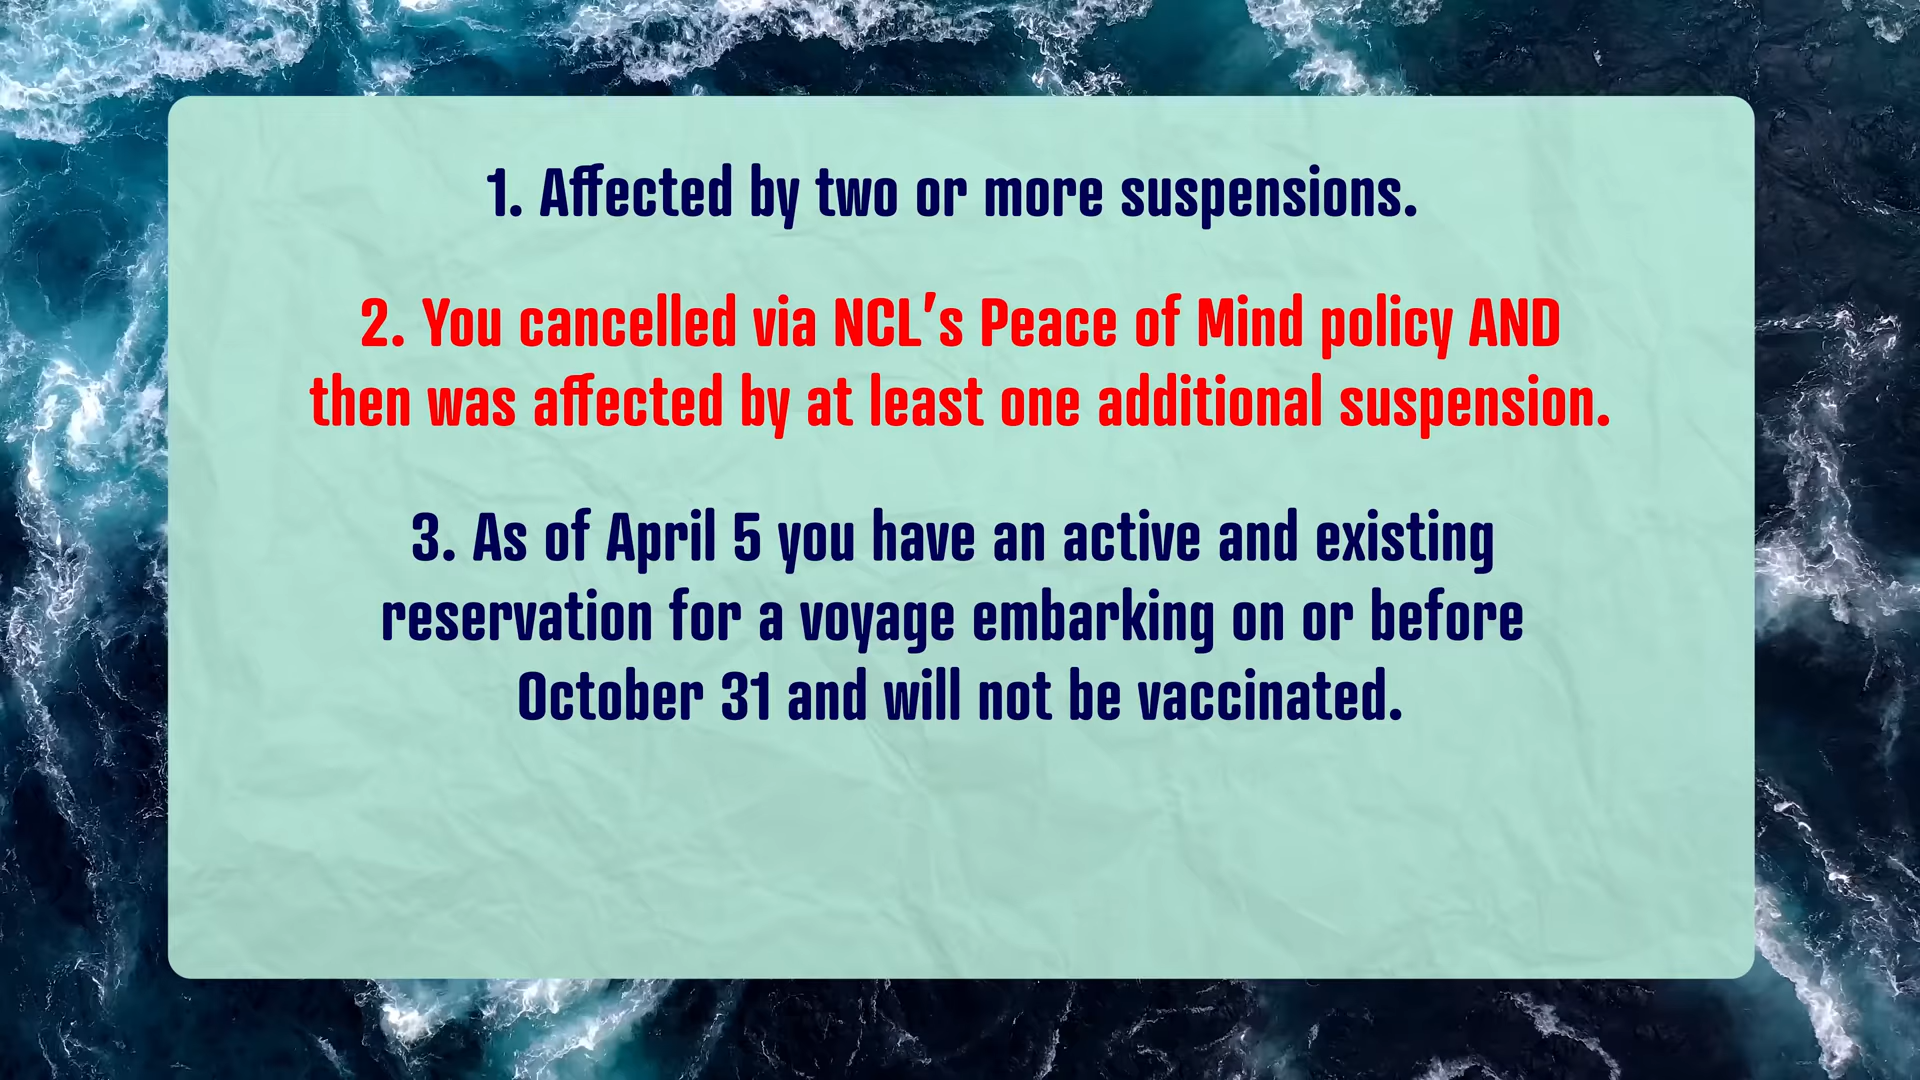 1. Affected by two or more suspensions.
2. You cancelled via NCL's Peace of Mind policy AND
then was affected by at least one additional suspension.
3. As of April 5 you have an active and existing
reservation for a voyage embarking on or before
October 31 and will not be vaccinated.